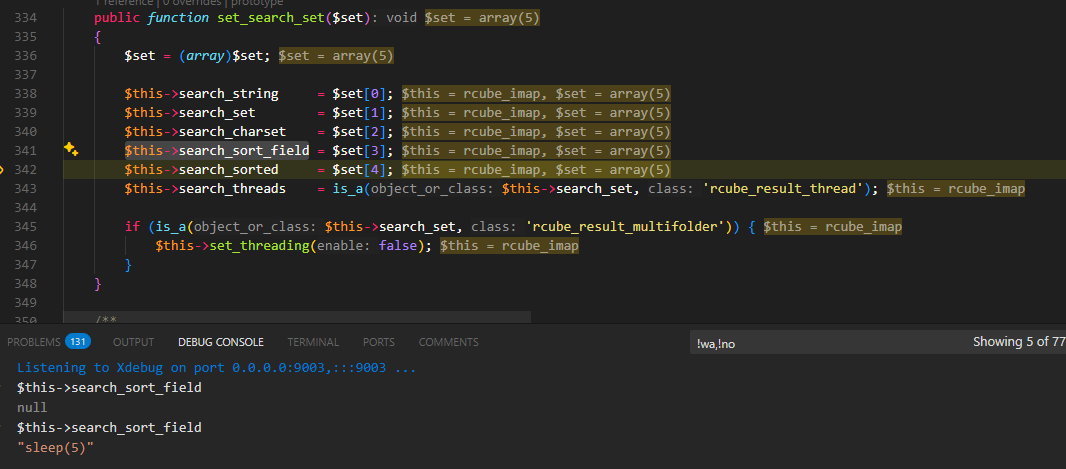 1 reference | 0 overrides | prototype
334 public function set_search_set($set): void $set = array(5)
335 {
336 $set = (array)$set; $set = array(5)
337
338 $this->search_string = $set[0]; $this = rcube_imap, $set = array(5)
339 $this->search_set = $set[1]; $this = rcube_imap, $set = array(5)
340 $this->search_charset = $set[2]; $this = rcube_imap, $set = array(5)
341 $this->search_sort_field = $set[3]; $this = rcube_imap, $set = array(5)
342 $this->search_sorted = $set[4]; $this = rcube_imap, $set = array(5)
343 $this->search_threads = is_a(object_or_class: $this->search_set, class: 'rcube_result_thread'); $this = rcube_imap
344
345 if (is_a(object_or_class: $this->search_set, class: 'rcube_result_multifolder')) { $this = rcube_imap
346 $this->set_threading(enable: false); $this = rcube_imap
347 }
348 }
349
350 /**
PROBLEMS 131 OUTPUT DEBUG CONSOLE TERMINAL PORTS COMMENTS !wa,!no Showing 5 of 77
Listening to Xdebug on port 0.0.0.0:9003,:::9003 ...
$this->search_sort_field
null
$this->search_sort_field
"sleep(5)"